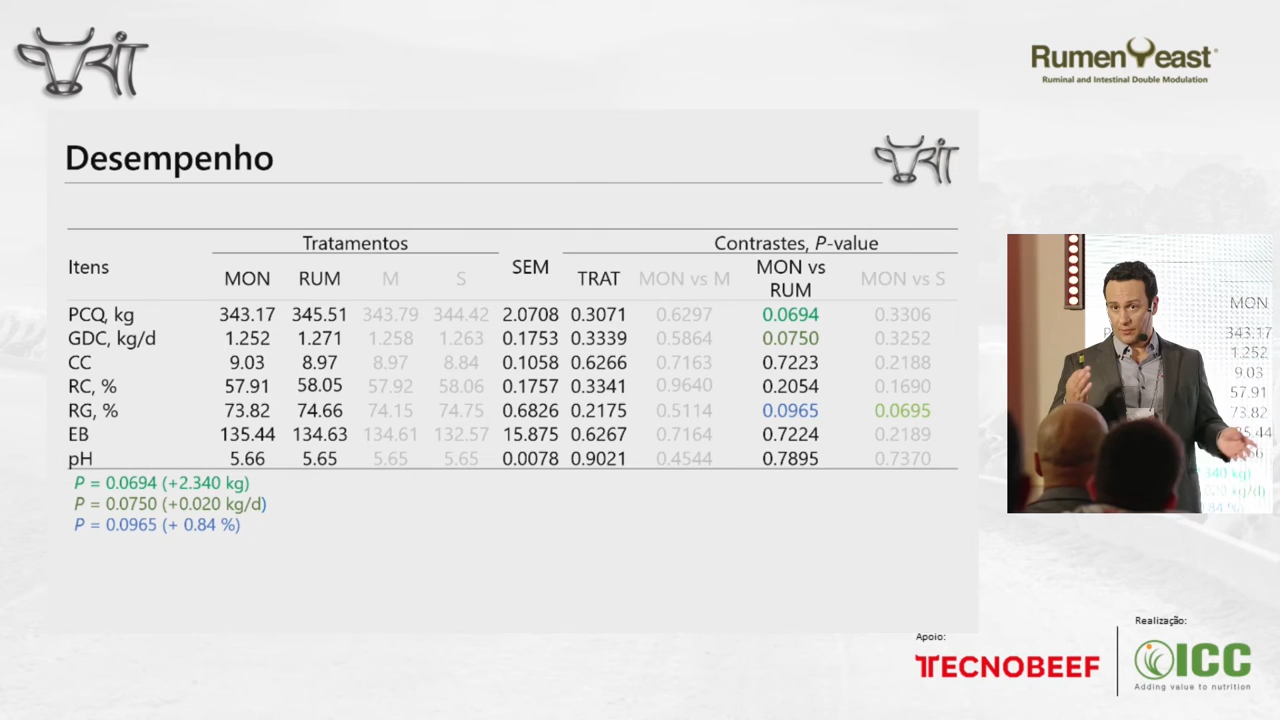 RIT
RumenYeast®
Ruminal and Intestinal Double Modulation
Desempenho
RIT
Tratamentos Contrastes, P-value
Itens MON RUM M S SEM TRAT MON vs M MON vs RUM MON vs S
PCQ, kg 343.17 345.51 343.79 344.42 2.0708 0.3071 0.6297 0.0694 0.3306
GDC, kg/d 1.252 1.271 1.258 1.263 0.1753 0.3339 0.5864 0.0750 0.3252
CC 9.03 8.97 8.97 8.84 0.1058 0.6266 0.7163 0.7223 0.2188
RC, % 57.91 58.05 57.92 58.06 0.1757 0.3341 0.9640 0.2054 0.1690
RG, % 73.82 74.66 74.15 74.75 0.6826 0.2175 0.5114 0.0965 0.0695
EB 135.44 134.63 134.61 132.57 15.875 0.6267 0.7164 0.7224 0.2189
pH 5.66 5.65 5.65 5.65 0.0078 0.9021 0.4544 0.7895 0.7370
P = 0.0694 (+2.340 kg)
P = 0.0750 (+0.020 kg/d)
P = 0.0965 (+ 0.84 %)
MON
343.17
1.252
9.03
57.91
73.82
Apoio:
TECNOBEEF
Realização:
ICC
Adding value to nutrition